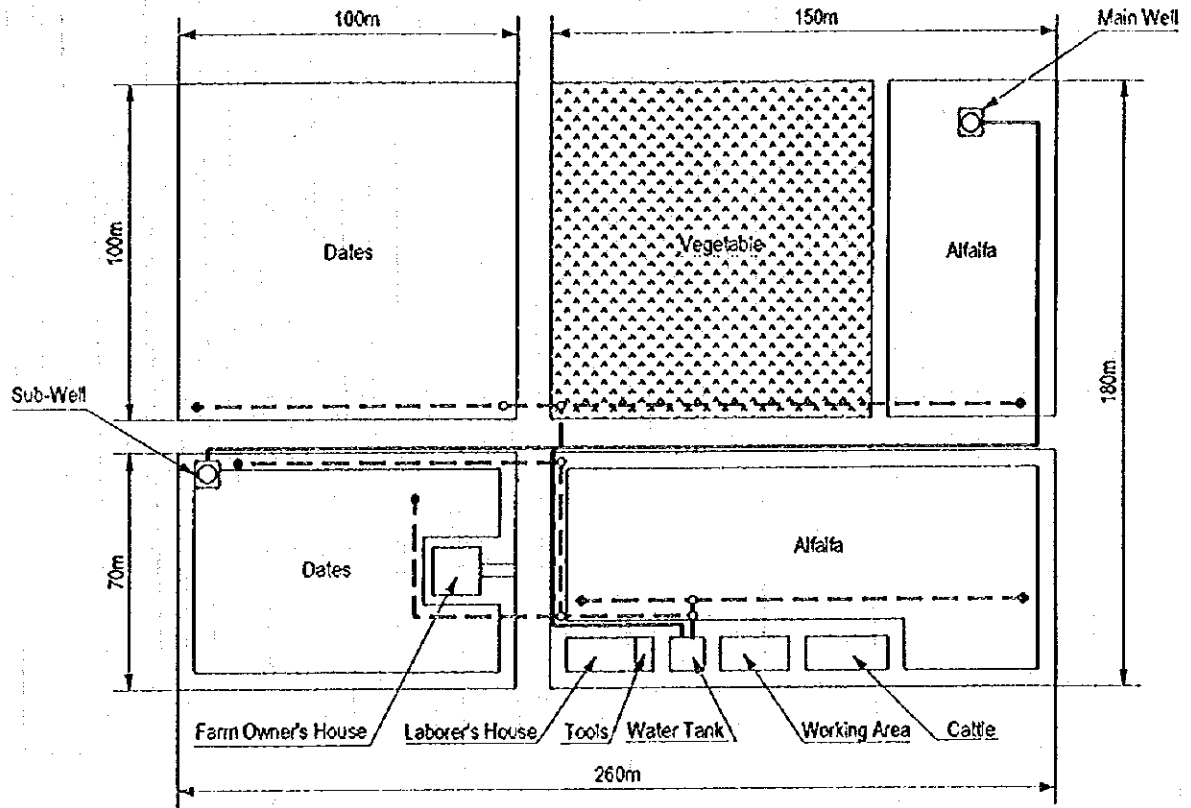 100m
150m
Main Well
100m
Dates
Vegetable
Alfalfa
180m
Sub-Well
70m
Dates
Alfalfa
Farm Owner's House
Laborer's House
Tools
Water Tank
Working Area
Cattle
260m